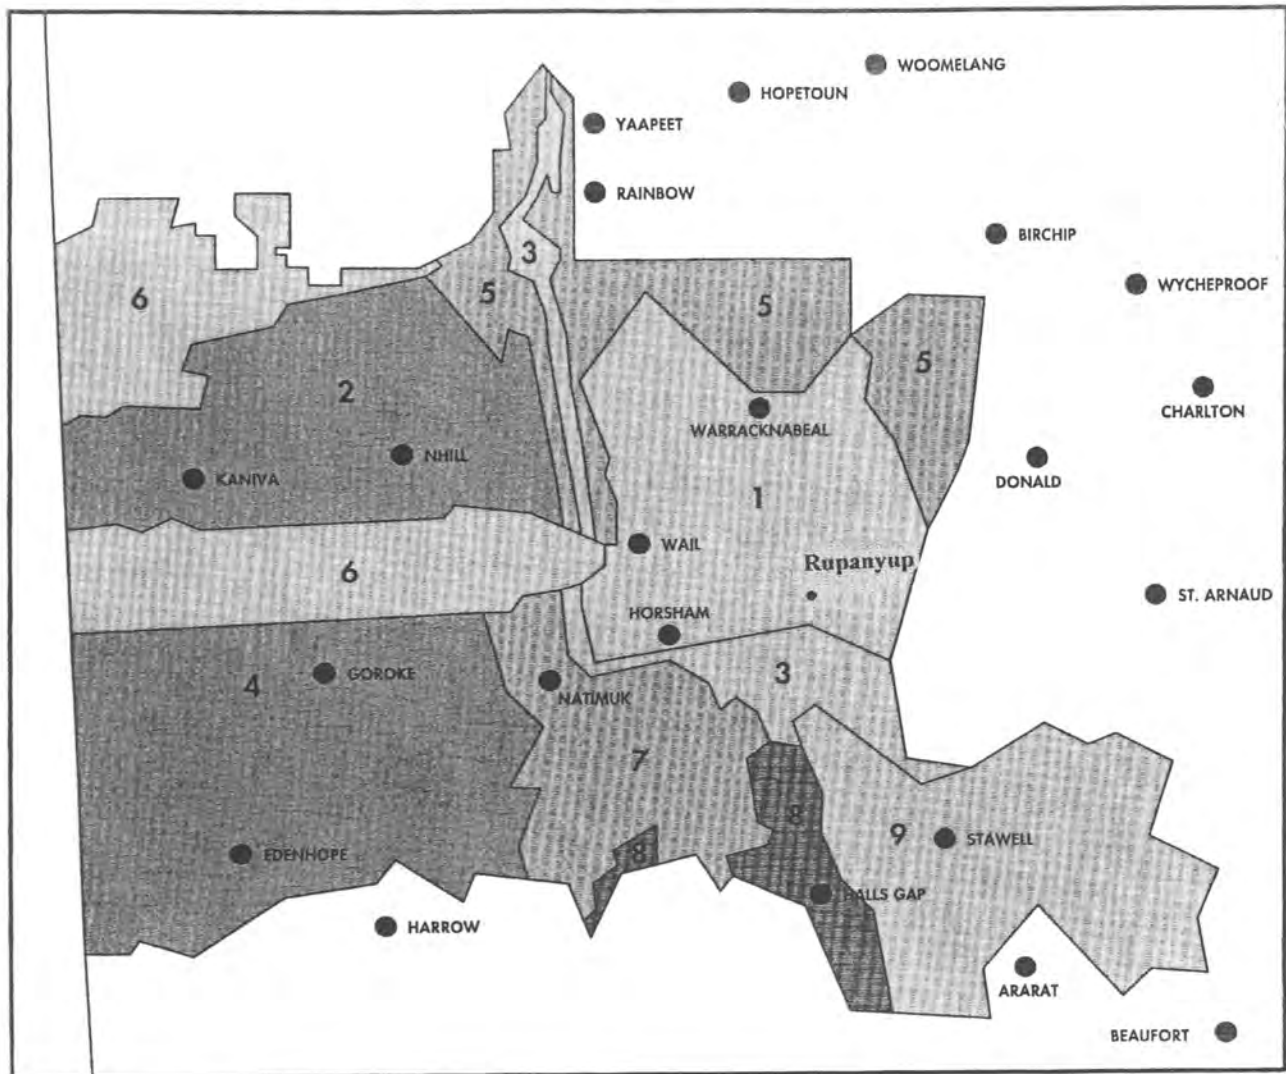 WOOMELANG
HOPETOUN
YAAPEET
RAINBOW
BIRCHIP
3
WYCHEPROOF
6
5
5
5
2
CHARLTON
WARRACKNABEAL
NHILL
KANIVA
DONALD
1
WAIL
Rupanyup
6
ST. ARNAUD
HORSHAM
GOROKE
3
4
NATIMUK
7
8
9
STAWELL
EDENHOPE
8
HALLS GAP
HARROW
ARARAT
BEAUFORT